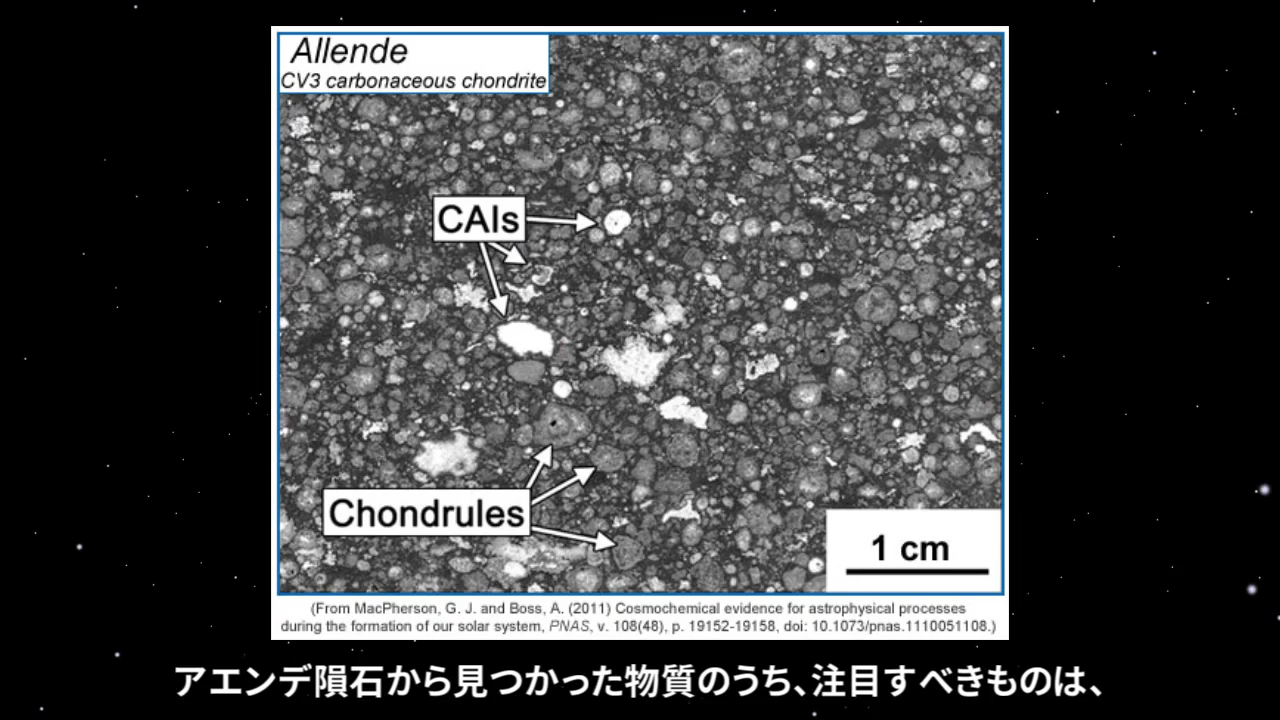 Allende
CV3 carbonaceous chondrite
CAIs
Chondrules
1 cm
(From MacPherson, G. J. and Boss, A. (2011) Cosmochemical evidence for astrophysical processes
during the formation of our solar system, PNAS, v. 108(48), p. 19152-19158, doi: 10.1073/pnas.1110051108.)
アエンデ隕石から見つかった物質のうち、注目すべきものは、